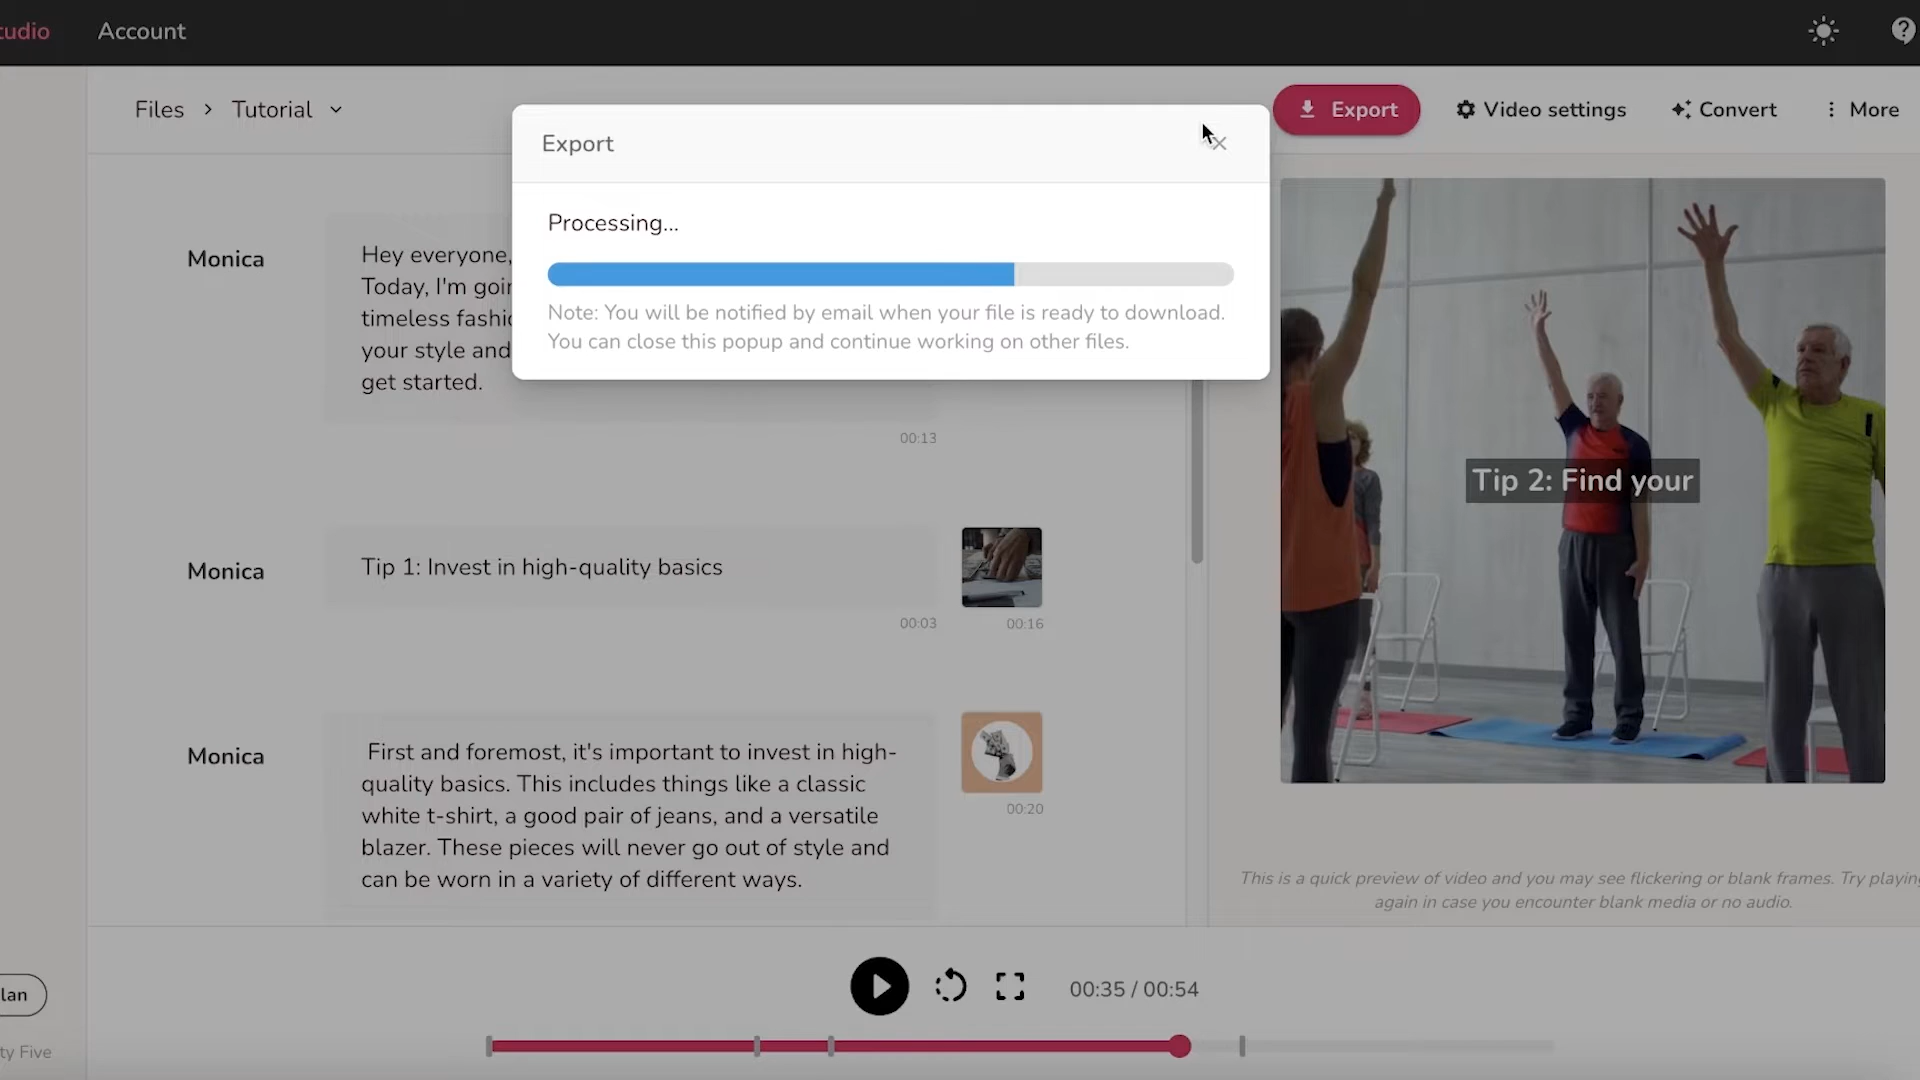 tudio
Account
Files
Tutorial
Export
Video settings
Convert
More
Export
Processing...
Note: You will be notified by email when your file is ready to download.
You can close this popup and continue working on other files.
Monica
Hey everyone,
Today, I'm goin
timeless fashio
your style and
get started.
00:13
Monica
Tip 1: Invest in high-quality basics
00:03
00:16
Monica
First and foremost, it's important to invest in high-
quality basics. This includes things like a classic
white t-shirt, a good pair of jeans, and a versatile
blazer. These pieces will never go out of style and
can be worn in a variety of different ways.
00:20
Tip 2: Find your
This is a quick preview of video and you may see flickering or blank frames. Try playing
again in case you encounter blank media or no audio.
lan
ty Five
00:35 / 00:54